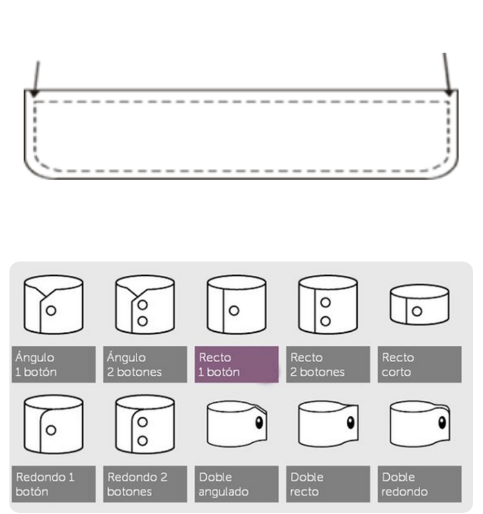 Ángulo
1 botón
Ángulo
2 botones
Recto
1 botón
Recto
2 botones
Recto
corto
Redondo 1
botón
Redondo 2
botones
Doble
angulado
Doble
recto
Doble
redondo